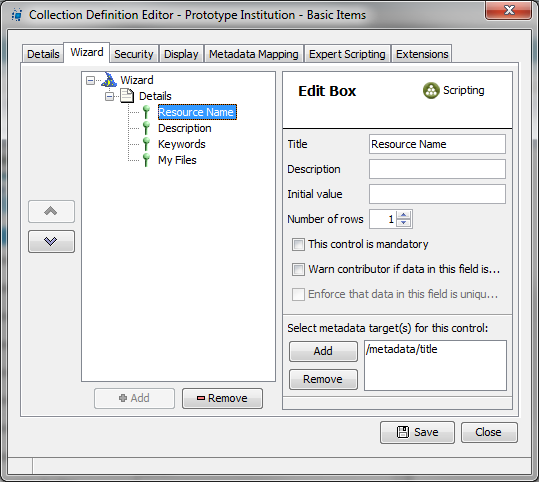 Collection Definition Editor - Prototype Institution - Basic Items
Details Wizard Security Display Metadata Mapping Expert Scripting Extensions
Wizard
Details
Resource Name
Description
Keywords
My Files
Add Remove
Edit Box Scripting
Title Resource Name
Description
Initial value
Number of rows 1
This control is mandatory
Warn contributor if data in this field is...
Enforce that data in this field is uniqu...
Select metadata target(s) for this control:
Add /metadata/title
Remove
Save Close